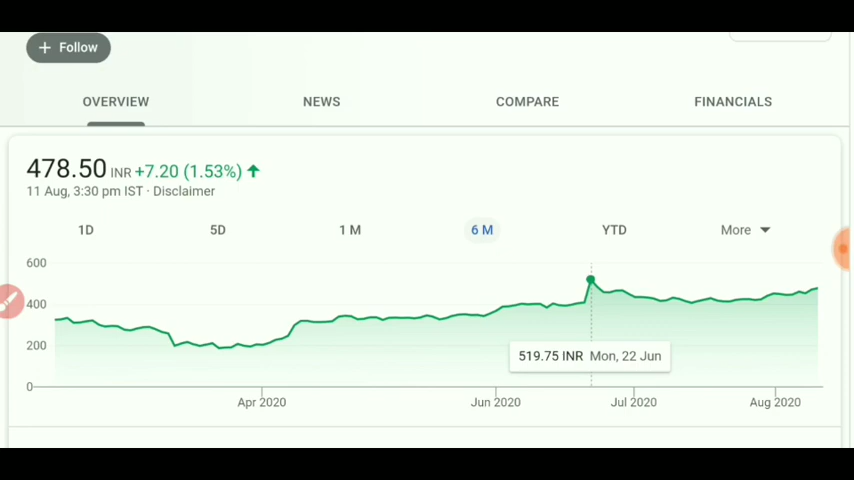 + Follow
OVERVIEW NEWS COMPARE FINANCIALS
478.50 INR +7.20 (1.53%) ↑
11 Aug, 3:30 pm IST · Disclaimer
1D 5D 1 M 6 M YTD More
600
400
200
0
519.75 INR Mon, 22 Jun
Apr 2020 Jun 2020 Jul 2020 Aug 2020